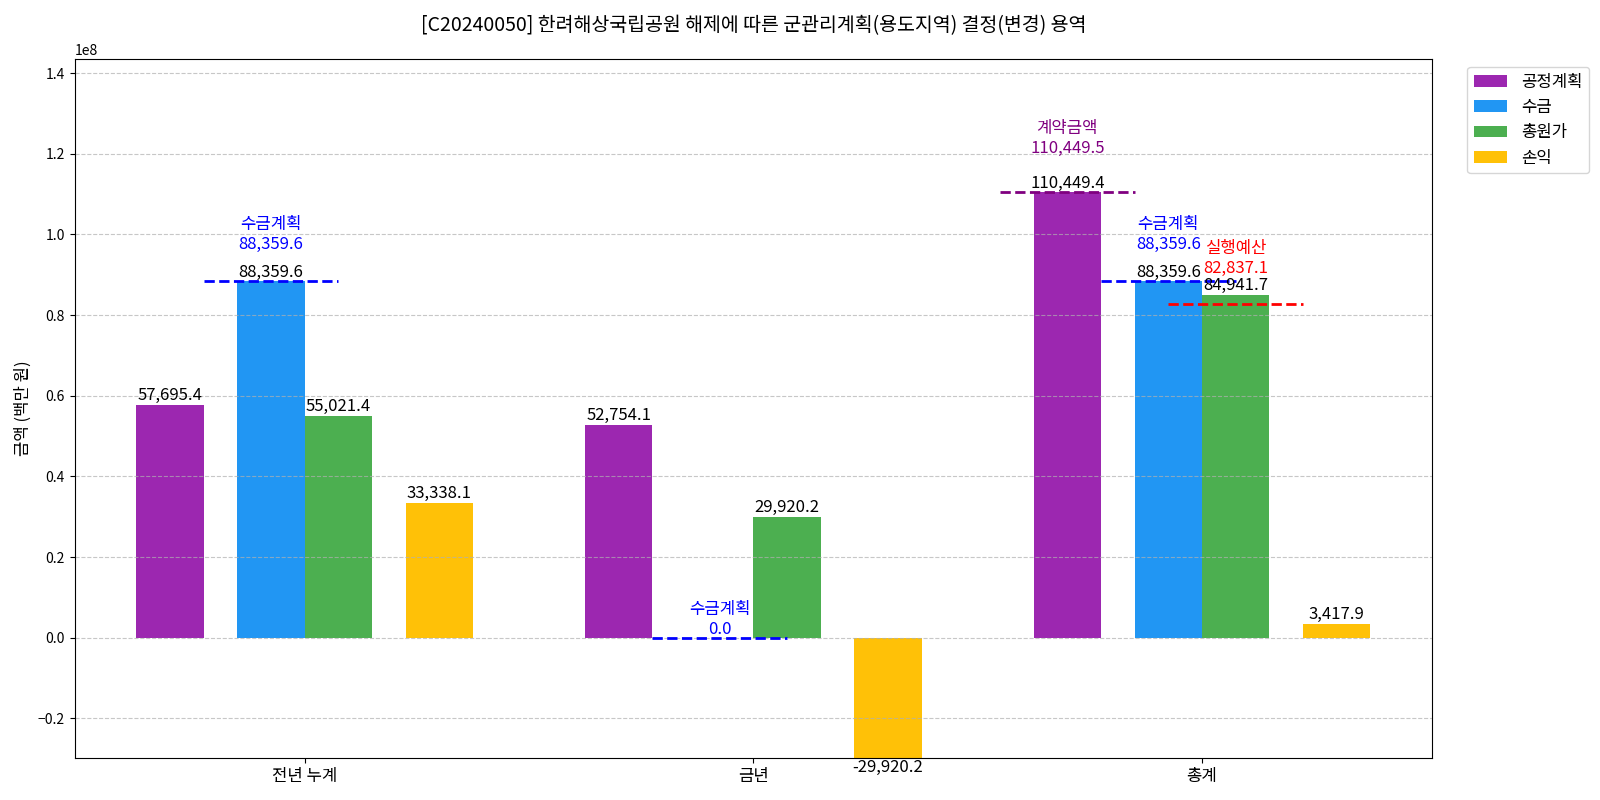 [C20240050] 한려해상국립공원 해제에 따른 군관리계획(용도지역) 결정(변경) 용역
1e8
1.4
1.2
1.0
0.8
0.6
0.4
0.2
0.0
−0.2
금액 (백만 원)
57,695.4
수금계획
88,359.6
88,359.6
55,021.4
33,338.1
52,754.1
수금계획
0.0
29,920.2
-29,920.2
계약금액
110,449.5
110,449.4
수금계획
88,359.6
88,359.6
실행예산
82,837.1
84,941.7
3,417.9
전년 누계
금년
총계
공정계획
수금
총원가
손익